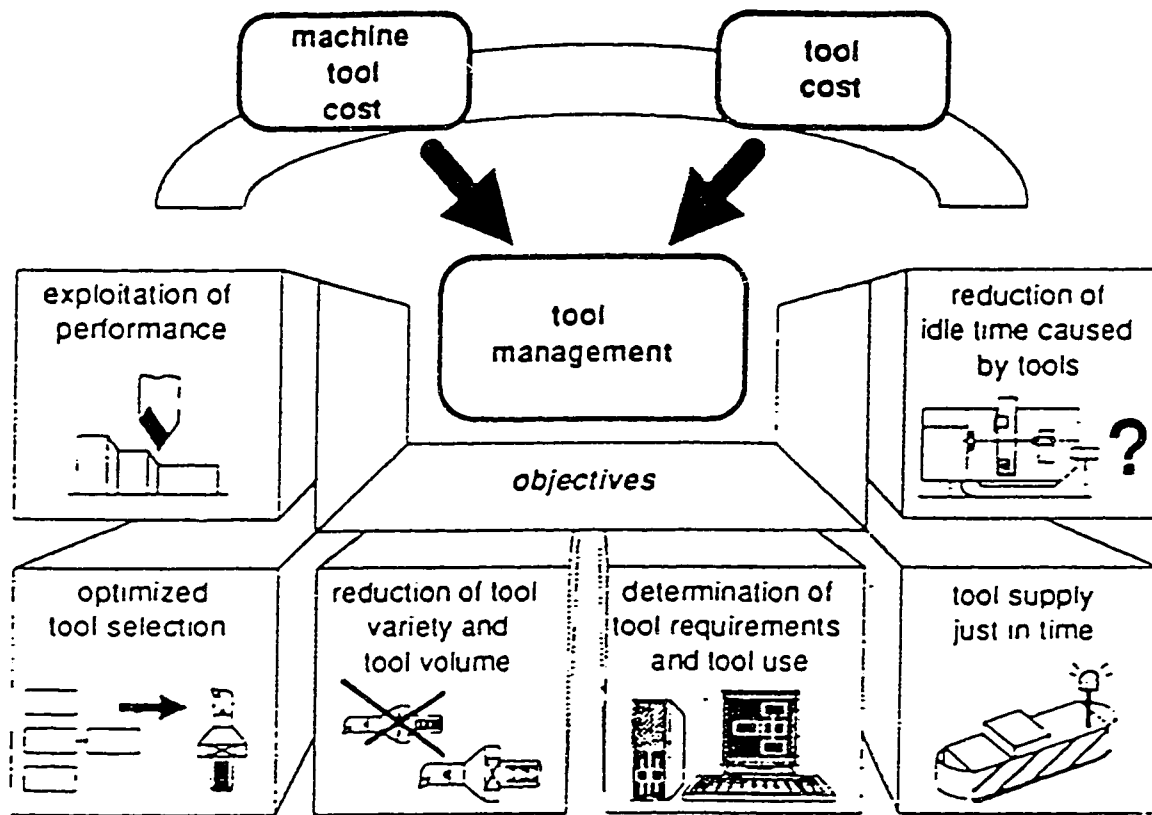 machine
tool
cost
tool
cost
tool
management
exploitation of
performance
reduction of
idle time caused
by tools
?
objectives
optimized
tool selection
reduction of tool
variety and
tool volume
determination of
tool requirements
and tool use
tool supply
just in time